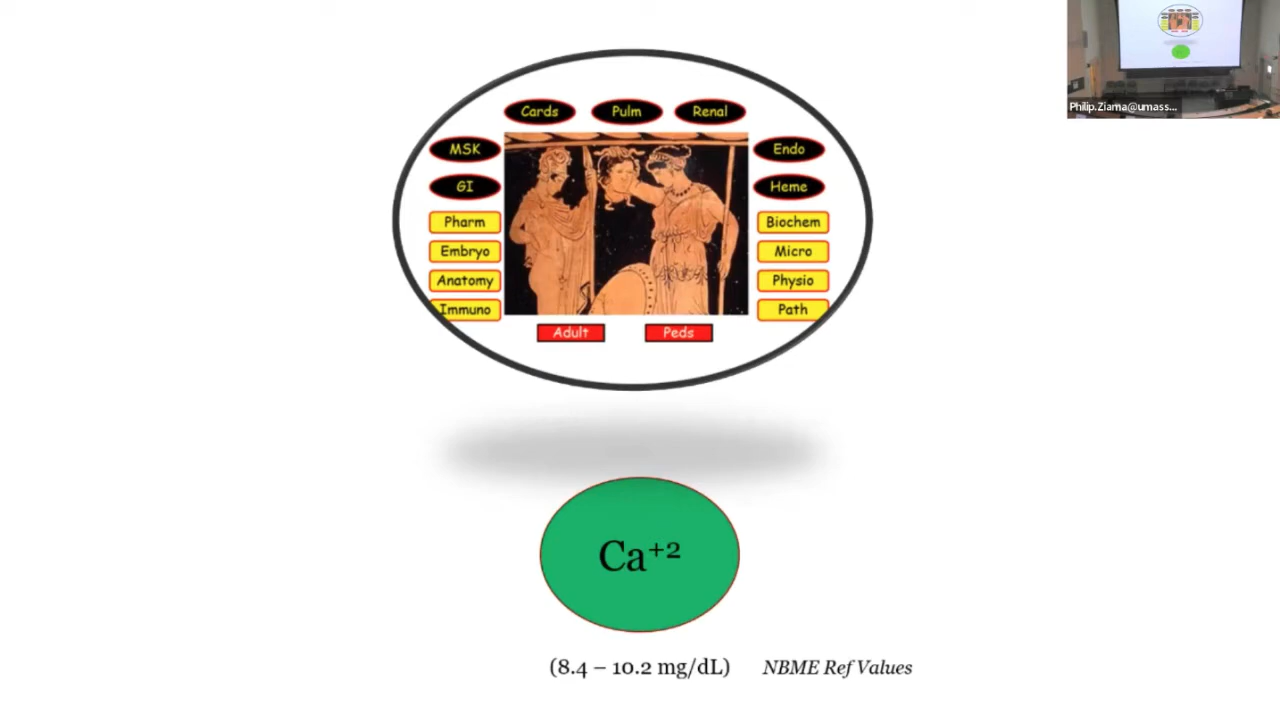 Cards Pulm Renal
MSK Endo
GI Heme
Pharm Biochem
Embryo Micro
Anatomy Physio
Immuno Path
Adult Peds
Philip.Ziama@umass...
Ca⁺²
(8.4 – 10.2 mg/dL) NBME Ref Values